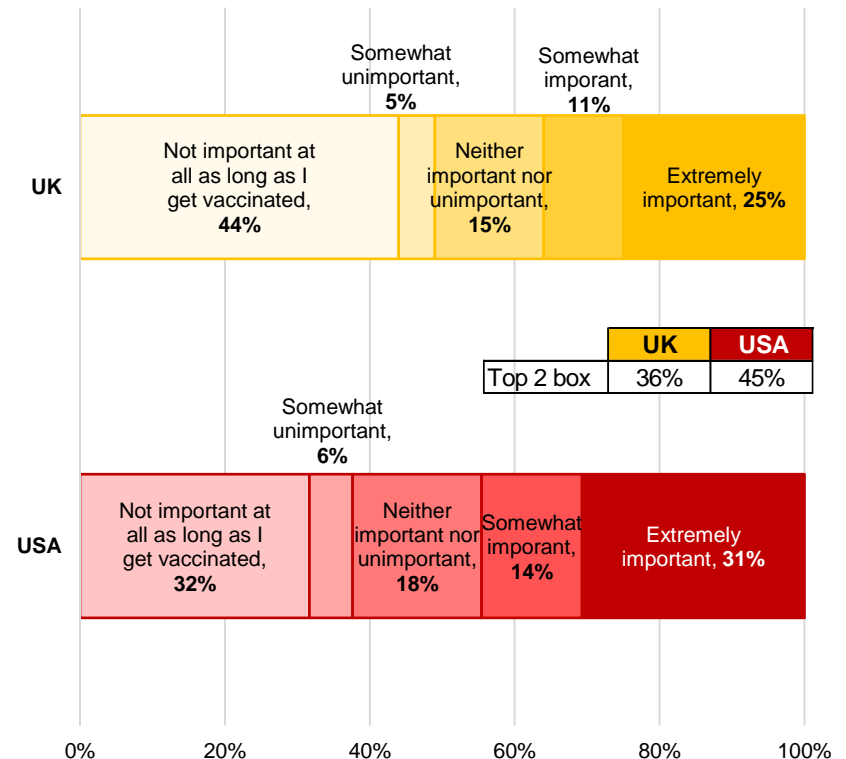 Somewhat
unimportant,
5%
Somewhat
imporant,
11%
UK
Not important at
all as long as I
get vaccinated,
44%
Neither
important nor
unimportant,
15%
Extremely
important, 25%
UK USA
Top 2 box 36% 45%
Somewhat
unimportant,
6%
USA
Not important at
all as long as I
get vaccinated,
32%
Neither
important nor
unimportant,
18%
Somewhat
imporant,
14%
Extremely
important, 31%
0% 20% 40% 60% 80% 100%